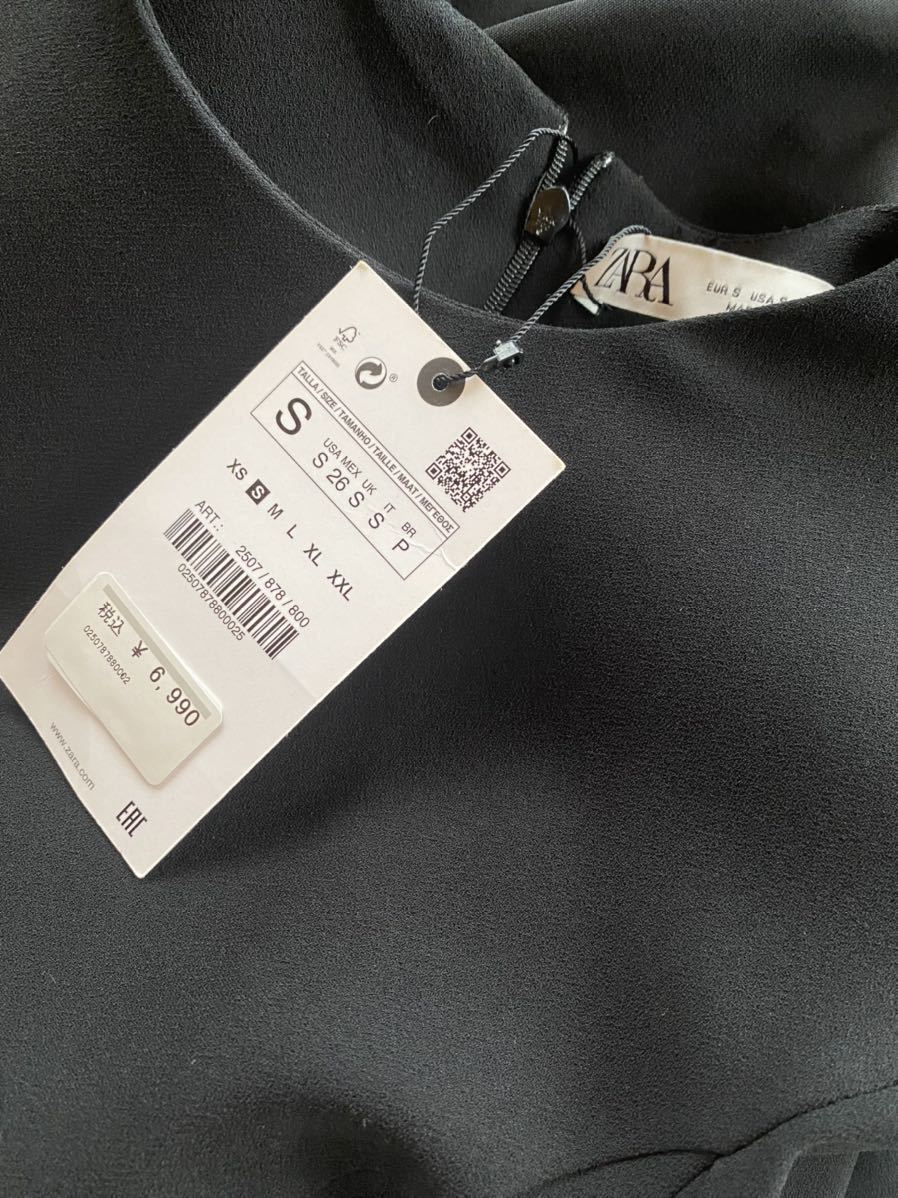 ZARA
EUR S USA S
FSC
®
TALLA / SIZE / TAMANHO / TAILLE / MAAT / ΜΕΓΕΘΟΣ
S
USA MEX UK IT BR
S 26 S S P
XS S M L XL XXL
ART.: 2507 / 878 / 800
02507878800025
税込 ¥ 6,990
www.zara.com
EAC